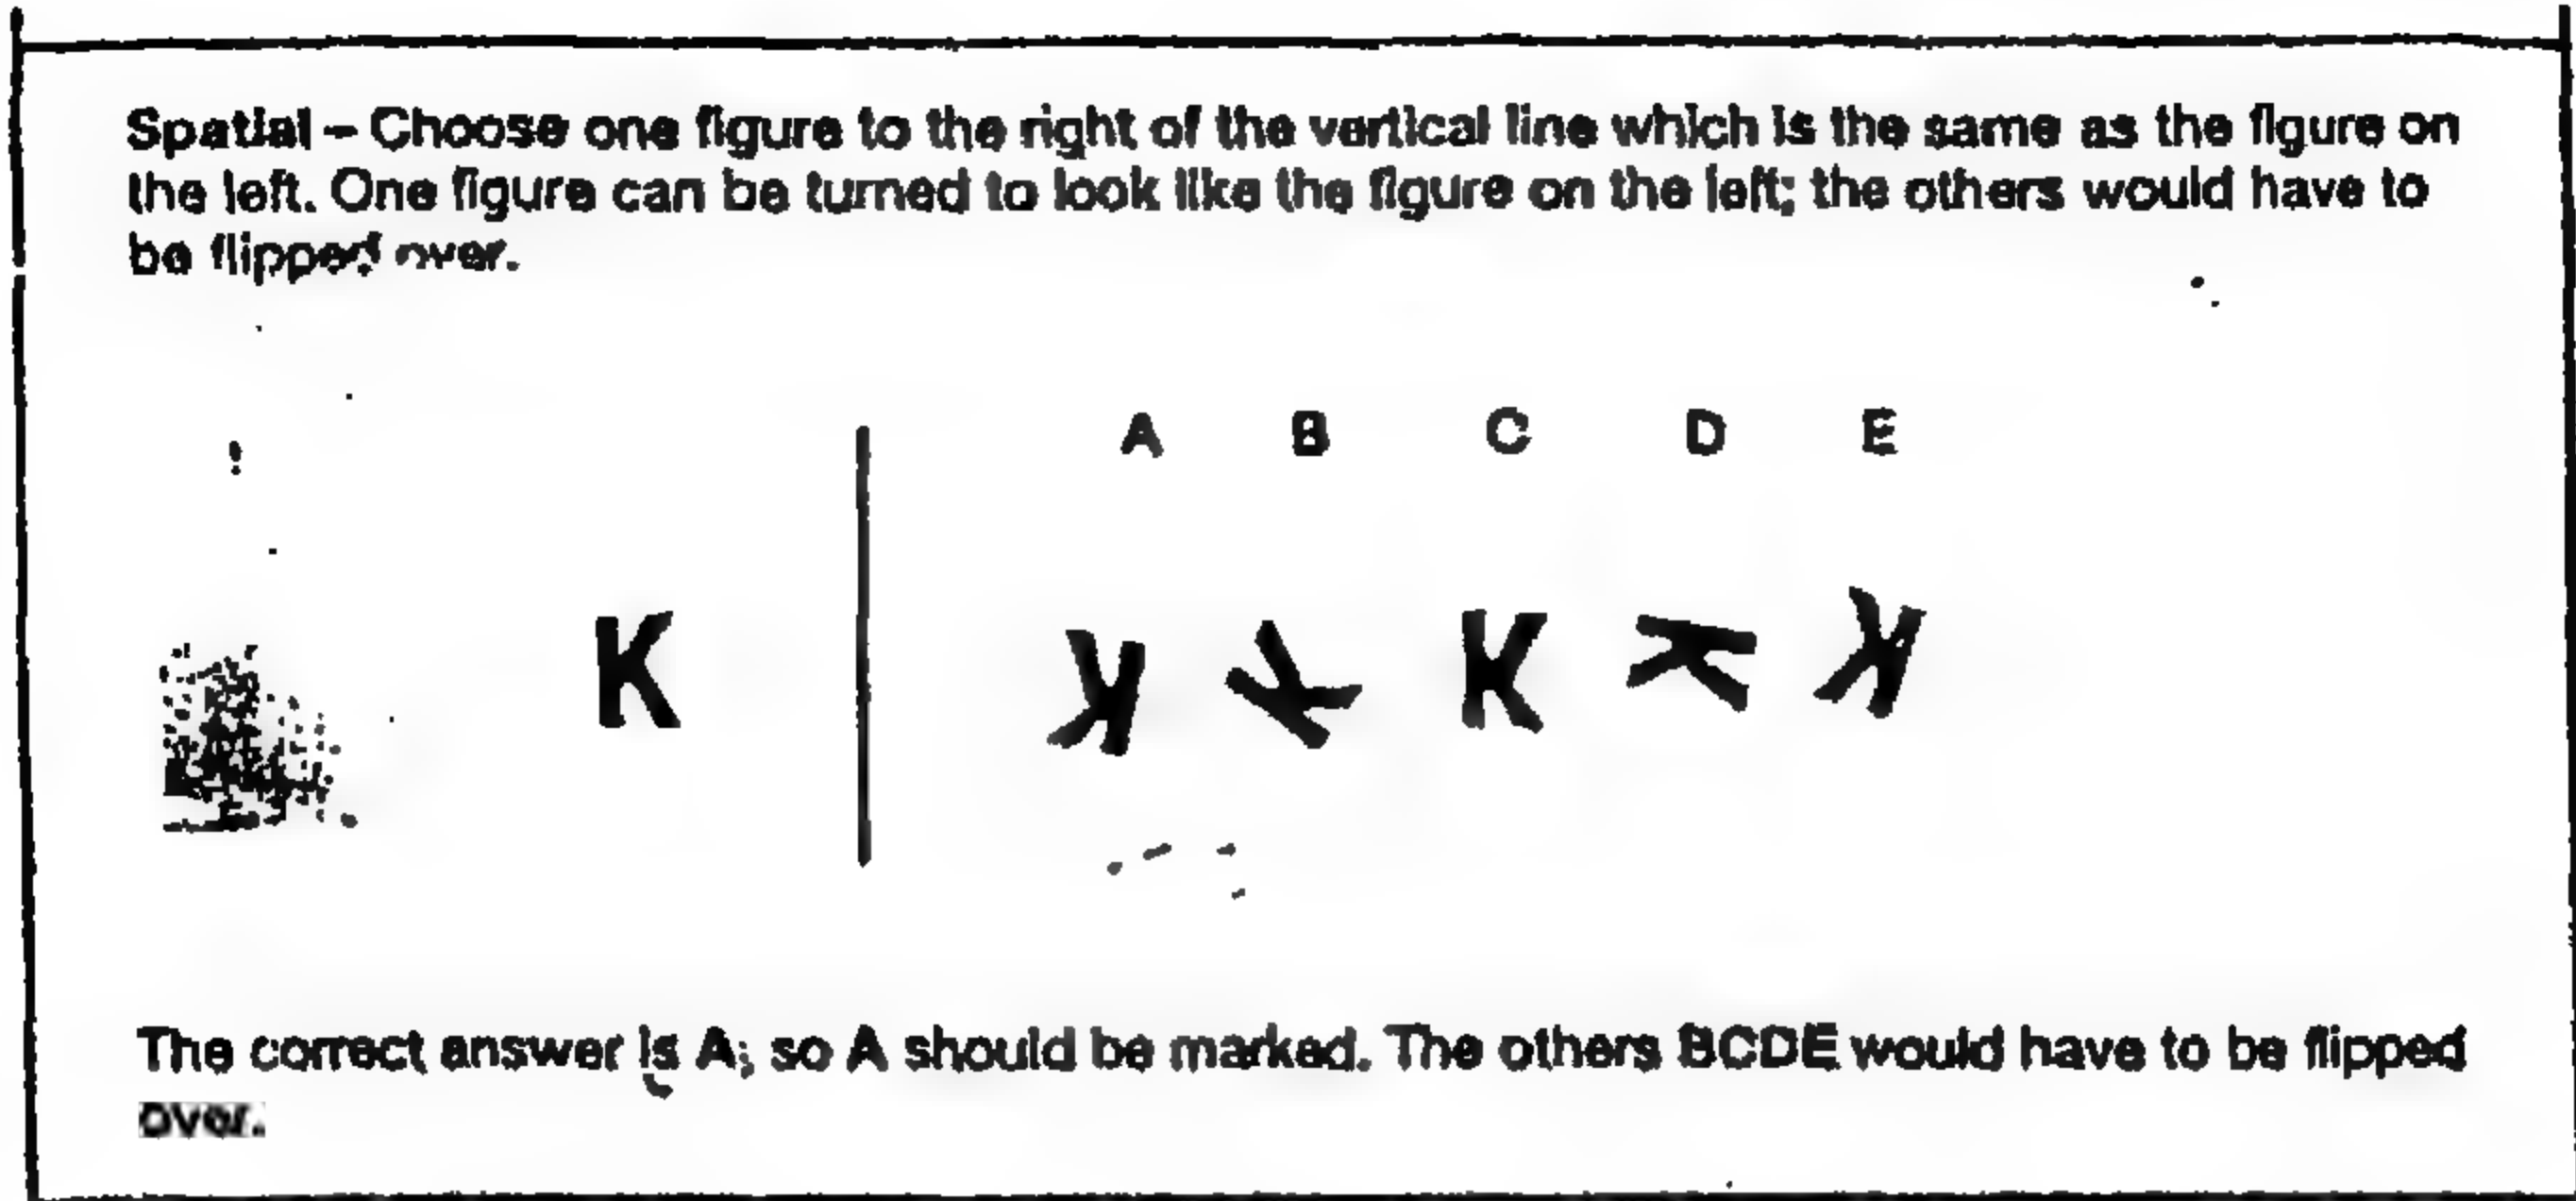 Spatial – Choose one figure to the right of the vertical line which is the same as the figure on
the left. One figure can be turned to look like the figure on the left; the others would have to
be flipped over.
A B C D E
K K K K K K
The correct answer is A; so A should be marked. The others BCDE would have to be flipped
over.